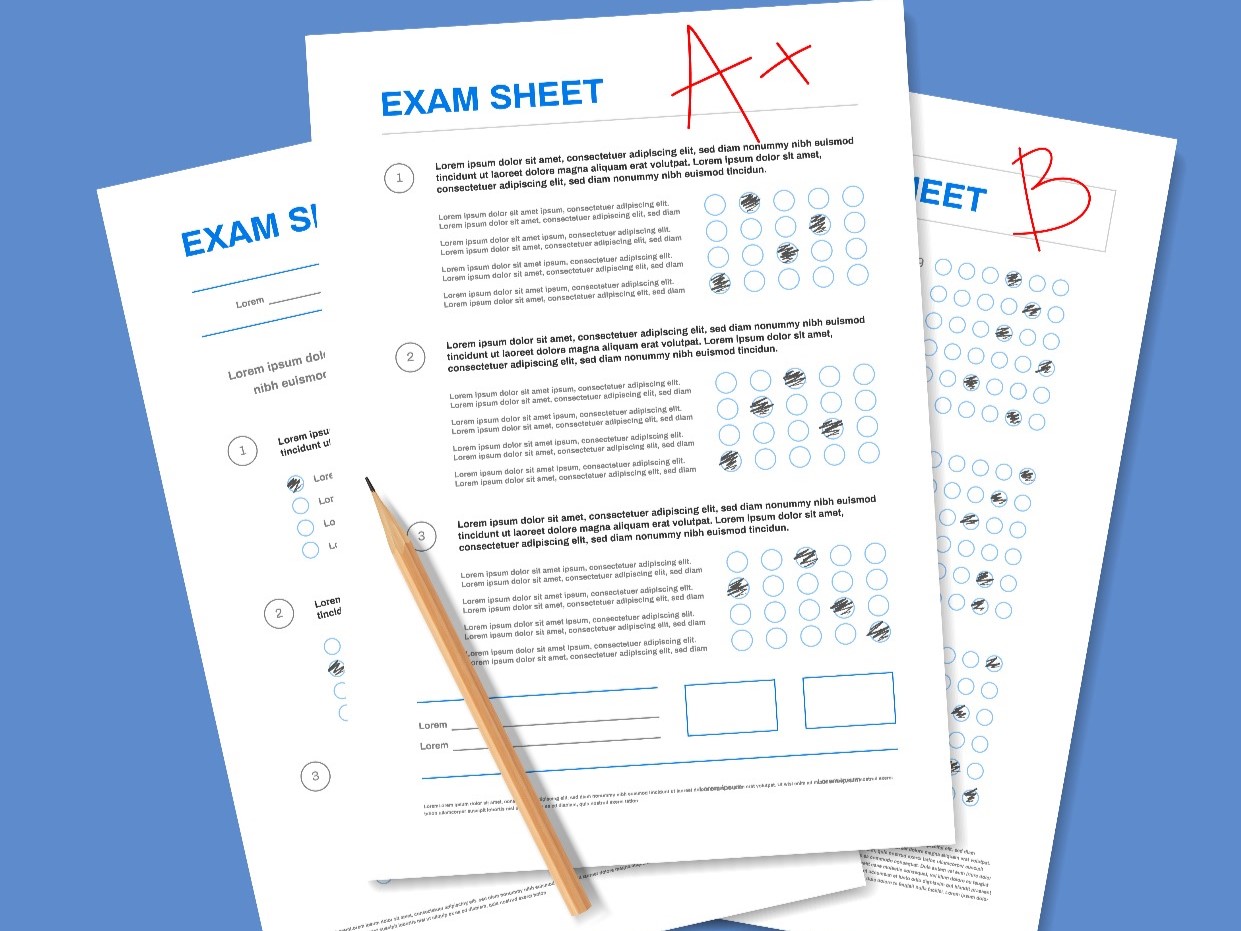 EXAM SHEET
A+
1
Lorem ipsum dolor sit amet, consectetuer adipiscing elit, sed diam nonummy nibh euismod
tincidunt ut laoreet dolore magna aliquam erat volutpat. Lorem ipsum dolor sit amet,
consectetuer adipiscing elit, sed diam nonummy nibh euismod tincidunt.
Lorem ipsum dolor sit amet ipsum, consectetuer adipiscing elit.
Lorem ipsum dolor sit amet, consectetuer adipiscing elit, sed diam
Lorem ipsum dolor sit amet ipsum, consectetuer adipiscing elit.
Lorem ipsum dolor sit amet, consectetuer adipiscing elit, sed diam
Lorem ipsum dolor sit amet ipsum, consectetuer adipiscing elit.
Lorem ipsum dolor sit amet, consectetuer adipiscing elit, sed diam
Lorem ipsum dolor sit amet ipsum, consectetuer adipiscing elit.
Lorem ipsum dolor sit amet, consectetuer adipiscing elit, sed diam
2
Lorem ipsum dolor sit amet, consectetuer adipiscing elit, sed diam nonummy nibh euismod
tincidunt ut laoreet dolore magna aliquam erat volutpat. Lorem ipsum dolor sit amet,
consectetuer adipiscing elit, sed diam nonummy nibh euismod tincidunt.
Lorem ipsum dolor sit amet ipsum, consectetuer adipiscing elit.
Lorem ipsum dolor sit amet, consectetuer adipiscing elit, sed diam
Lorem ipsum dolor sit amet ipsum, consectetuer adipiscing elit.
Lorem ipsum dolor sit amet, consectetuer adipiscing elit, sed diam
Lorem ipsum dolor sit amet ipsum, consectetuer adipiscing elit.
Lorem ipsum dolor sit amet, consectetuer adipiscing elit, sed diam
Lorem ipsum dolor sit amet ipsum, consectetuer adipiscing elit.
Lorem ipsum dolor sit amet, consectetuer adipiscing elit, sed diam
3
Lorem ipsum dolor sit amet, consectetuer adipiscing elit, sed diam nonummy nibh euismod
tincidunt ut laoreet dolore magna aliquam erat volutpat. Lorem ipsum dolor sit amet,
consectetuer adipiscing elit, sed diam nonummy nibh euismod tincidunt.
Lorem ipsum dolor sit amet ipsum, consectetuer adipiscing elit.
Lorem ipsum dolor sit amet, consectetuer adipiscing elit, sed diam
Lorem ipsum dolor sit amet ipsum, consectetuer adipiscing elit.
Lorem ipsum dolor sit amet, consectetuer adipiscing elit, sed diam
Lorem ipsum dolor sit amet ipsum, consectetuer adipiscing elit.
Lorem ipsum dolor sit amet, consectetuer adipiscing elit, sed diam
Lorem ipsum dolor sit amet ipsum, consectetuer adipiscing elit.
Lorem ipsum dolor sit amet, consectetuer adipiscing elit, sed diam
Lorem
Lorem
EXAM SH
Lorem
Lorem ipsum dol
nibh euismo
1
Lorem ipsu
tincidunt u
Lore
Lor
Lo
L
2
Loren
tincid
3
EET
B